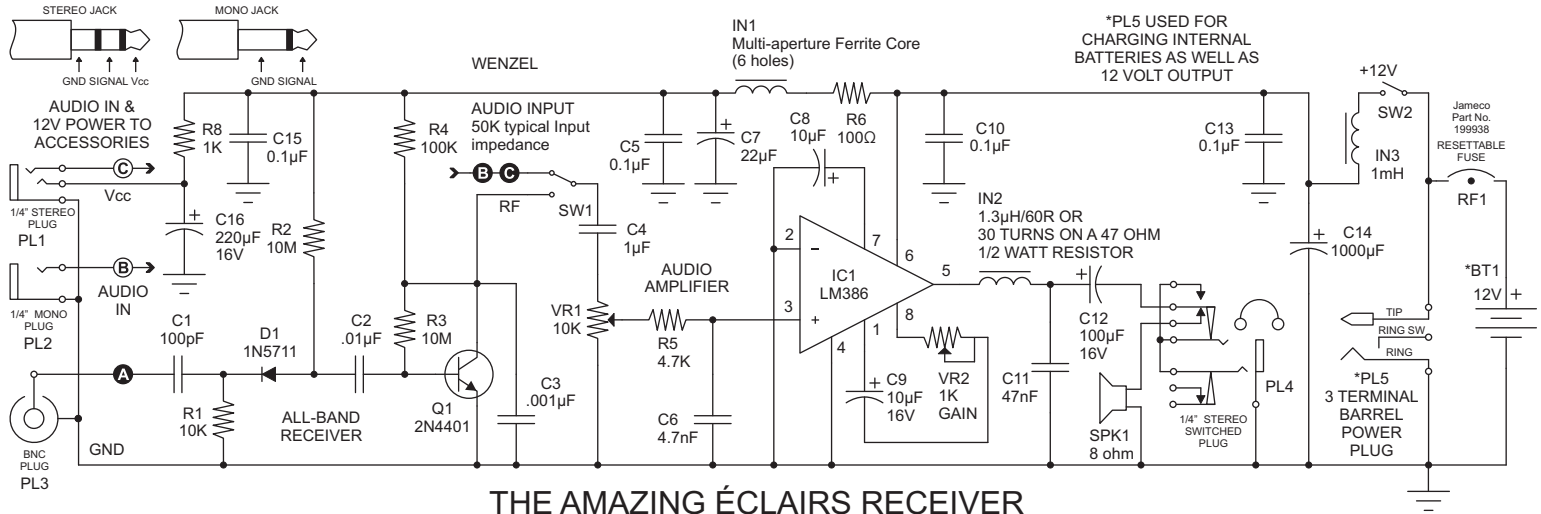 STEREO JACK
GND SIGNAL Vcc
MONO JACK
GND SIGNAL
AUDIO IN &
12V POWER TO
ACCESSORIES
C
Vcc
1/4" STEREO
PLUG
PL1
B
AUDIO
IN
1/4" MONO
PLUG
PL2
R8
1K
C15
0.1µF
C16
220µF
16V
R2
10M
C1
100pF
A
BNC
PLUG
PL3
GND
R1
10K
D1
1N5711
ALL-BAND
RECEIVER
C2
.01µF
R4
100K
R3
10M
Q1
2N4401
C3
.001µF
WENZEL
AUDIO INPUT
50K typical Input
impedance
B C
RF
SW1
C4
1µF
VR1
10K
AUDIO
AMPLIFIER
R5
4.7K
C6
4.7nF
C5
0.1µF
C7
22µF
IN1
Multi-aperture Ferrite Core
(6 holes)
R6
100Ω
C8
10µF
+
2
−
3
+
7
6
5
8
1
4
IC1
LM386
C9
10µF
16V
VR2
1K
GAIN
C10
0.1µF
IN2
1.3µH/60R OR
30 TURNS ON A 47 OHM
1/2 WATT RESISTOR
C11
47nF
C12
100µF
16V
SPK1
8 ohm
1/4" STEREO
SWITCHED
PLUG
PL4
*PL5 USED FOR
CHARGING INTERNAL
BATTERIES AS WELL AS
12 VOLT OUTPUT
C13
0.1µF
C14
1000µF
+12V
SW2
IN3
1mH
Jameco
Part No.
199938
RESETTABLE
FUSE
RF1
*BT1
12V
+
TIP
RING SW
RING
*PL5
3 TERMINAL
BARREL
POWER
PLUG
THE AMAZING ÉCLAIRS RECEIVER